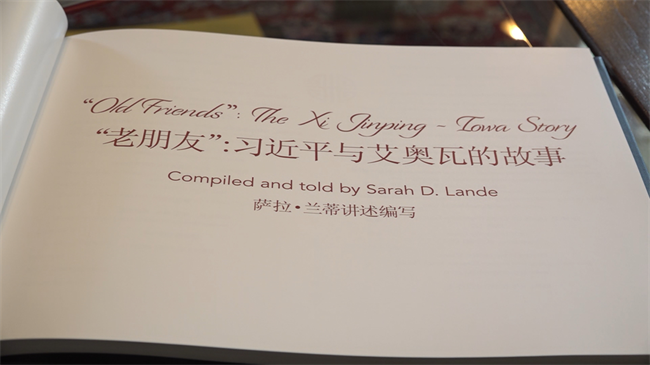 “Old Friends”: The Xi Jinping - Iowa Story
“老朋友”:习近平与艾奥瓦的故事
Compiled and told by Sarah D. Lande
萨拉•兰蒂讲述编写